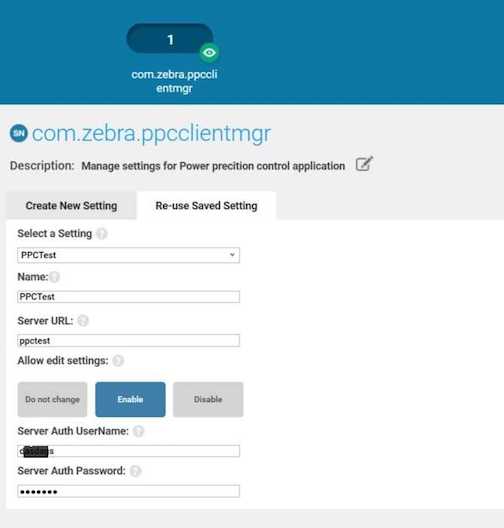 1
com.zebra.ppccli
entmgr
SN com.zebra.ppcclientmgr
Description: Manage settings for Power precition control application
Create New Setting Re-use Saved Setting
Select a Setting ?
PPCTest
Name: ?
PPCTest
Server URL: ?
ppctest
Allow edit settings: ?
Do not change Enable Disable
Server Auth UserName: ?
Server Auth Password: ?
•••••••